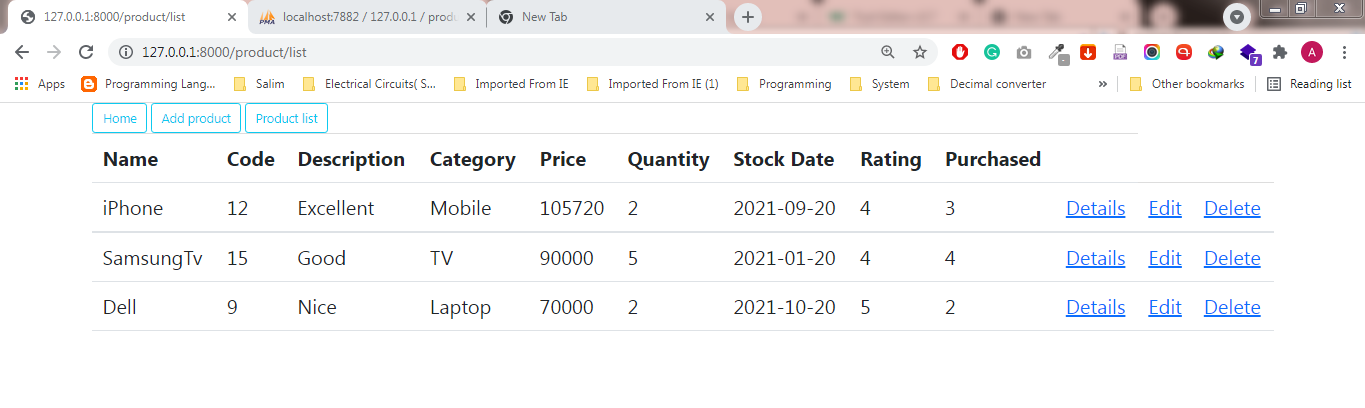 127.0.0.1:8000/product/list localhost:7882 / 127.0.0.1 / produ New Tab
127.0.0.1:8000/product/list A 7
Apps Programming Lang... Salim Electrical Circuits( S... Imported From IE Imported From IE (1) Programming System Decimal converter » Other bookmarks Reading list
Home Add product Product list
Name Code Description Category Price Quantity Stock Date Rating Purchased
iPhone 12 Excellent Mobile 105720 2 2021-09-20 4 3 Details Edit Delete
SamsungTv 15 Good TV 90000 5 2021-01-20 4 4 Details Edit Delete
Dell 9 Nice Laptop 70000 2 2021-10-20 5 2 Details Edit Delete